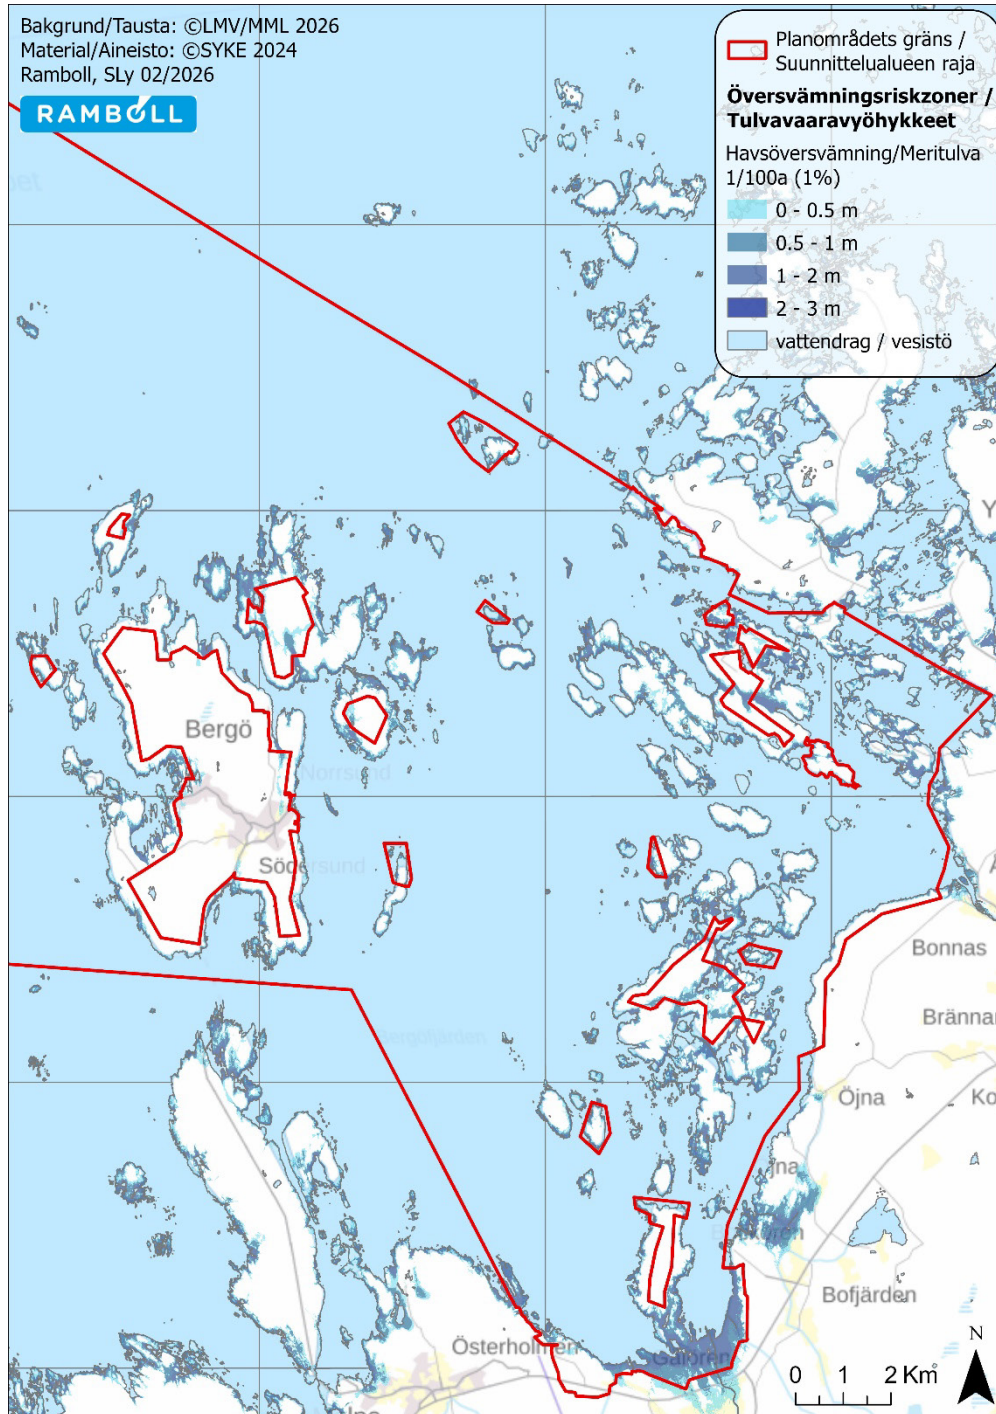 Bakgrund/Tausta: ©LMV/MML 2026
Material/Aineisto: ©SYKE 2024
Ramboll, SLy 02/2026
RAMBOLL
Planområdets gräns /
Suunnittelualueen raja
Översvämningsriskzoner /
Tulvavaaravyöhykkeet
Havsöversvämning/Meritulva
1/100a (1%)
0 - 0.5 m
0.5 - 1 m
1 - 2 m
2 - 3 m
vattendrag / vesistö
Bergö
Norrsund
Södersund
Bergöfjärden
Bonnas
Öjna
Bofjärden
Österholmen
N
0 1 2 Km